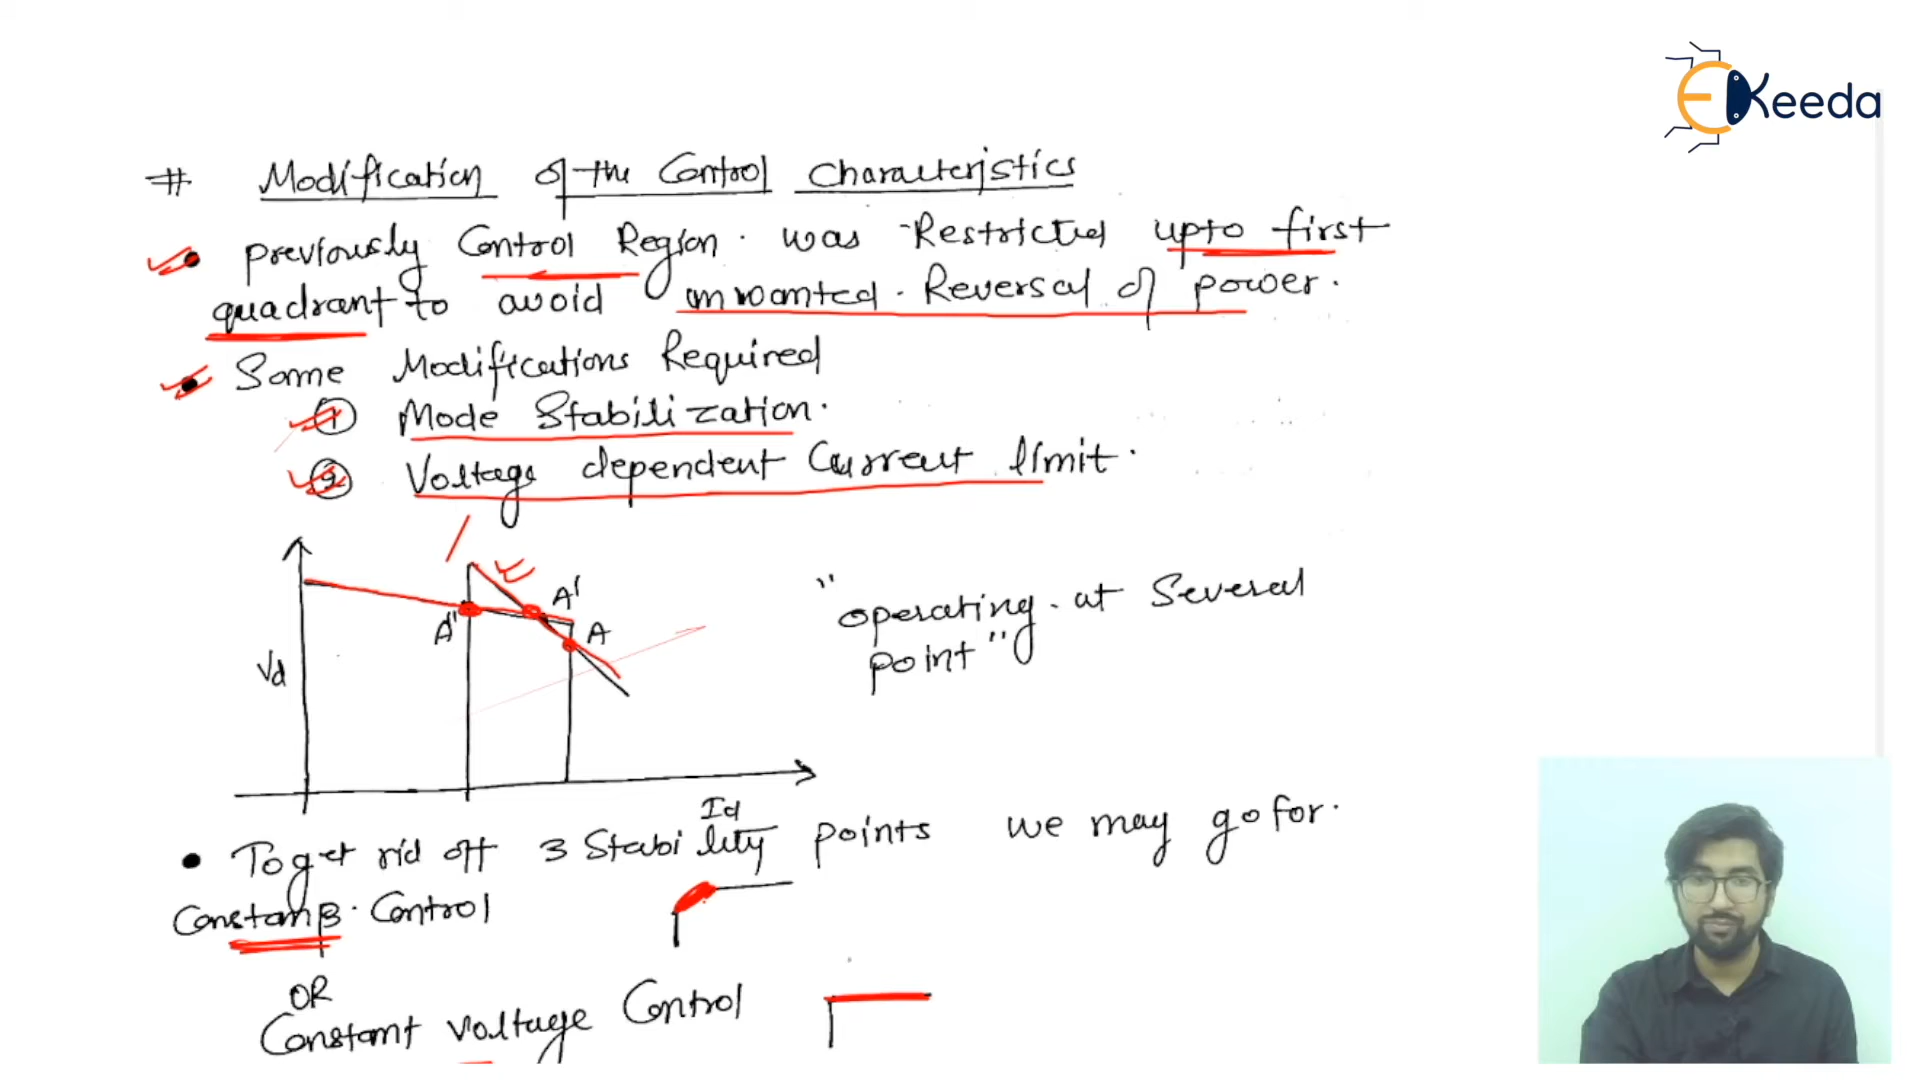 EKeeda
# Modification of the Control Characteristics
• previously Control Region. was Restricted upto first
quadrant to avoid unwanted. Reversal of power.
• Some Modifications Required
① Mode Stabilization.
② Voltage dependent Current limit.
A'
A"
A
Vd
Id
"operating. at Several
point"
• To get rid off 3 Stability points we may go for.
Constant β. Control
OR
Constant voltage Control